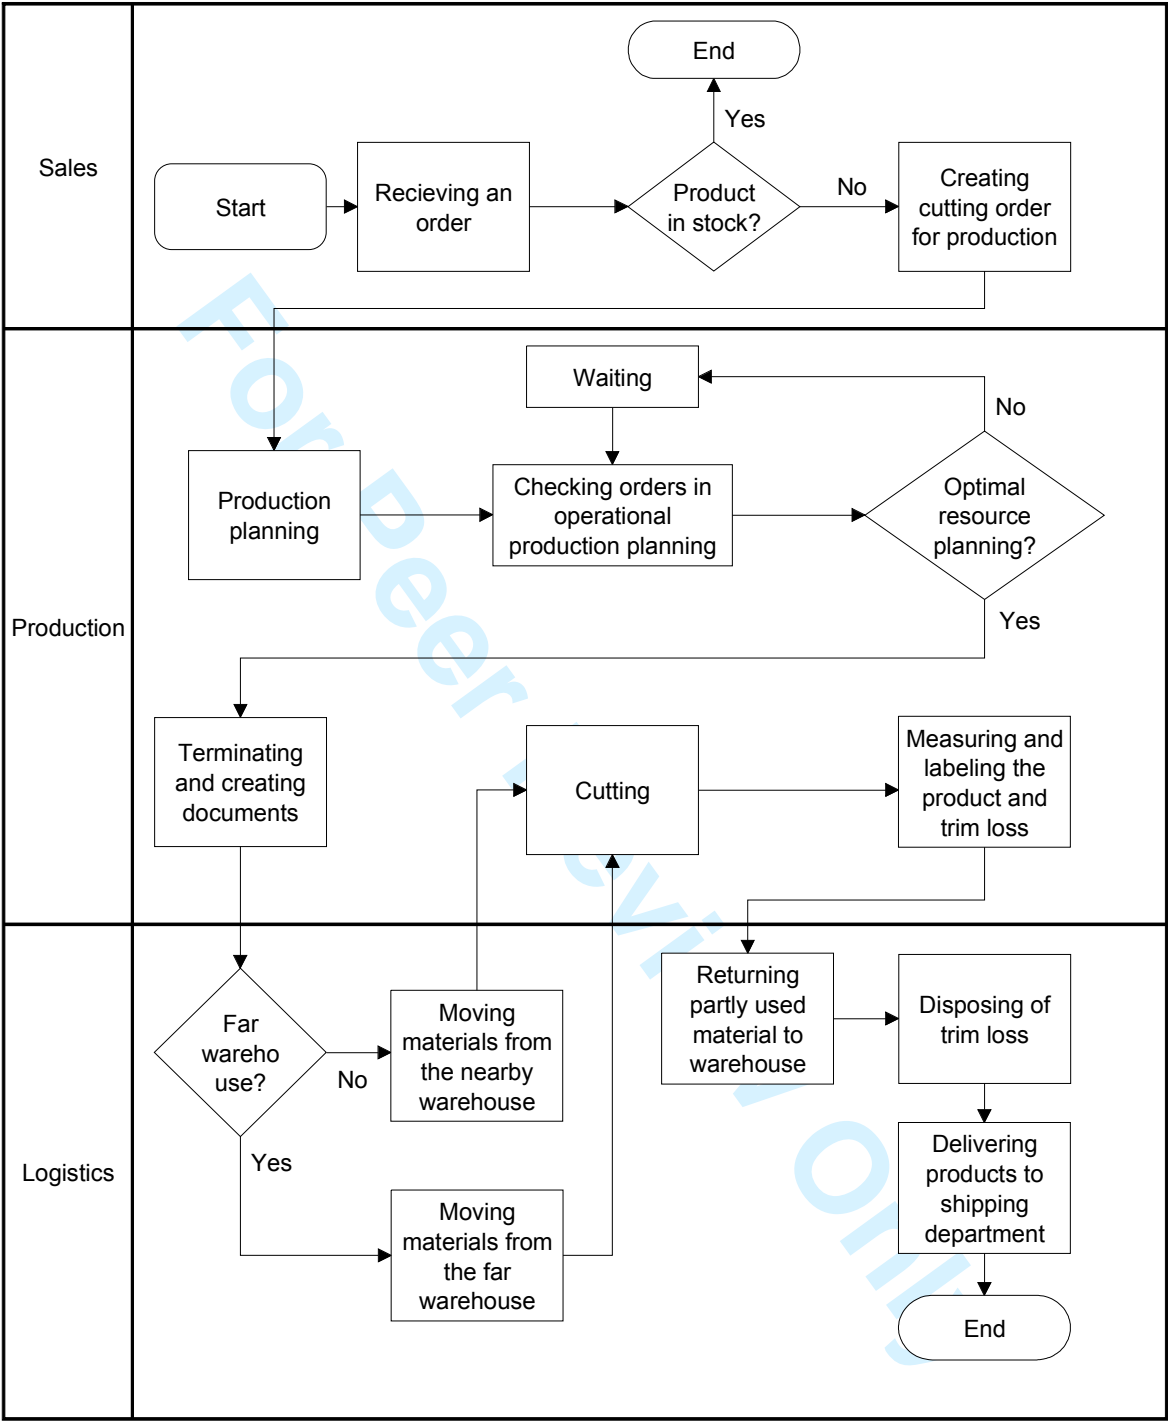 Sales
End
Yes
Start
Recieving an
order
Product
in stock?
No
Creating
cutting order
for production
Production
Waiting
No
Production
planning
Checking orders in
operational
production planning
Optimal
resource
planning?
Yes
Terminating
and creating
documents
Cutting
Measuring and
labeling the
product and
trim loss
Logistics
Far
wareho
use?
No
Yes
Moving
materials from
the nearby
warehouse
Moving
materials from
the far
warehouse
Returning
partly used
material to
warehouse
Disposing of
trim loss
Delivering
products to
shipping
department
End
For Peer Review Only